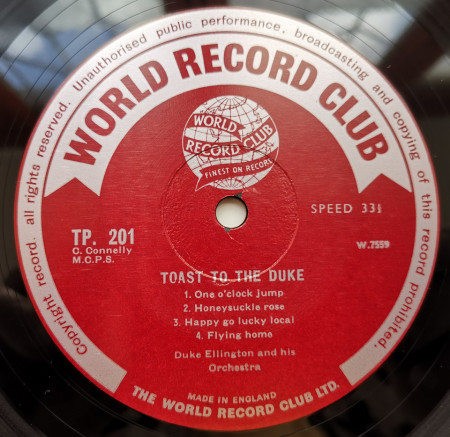 Copyright record. all rights reserved. Unauthorised public performance, broadcasting and copying of this record prohibited.
WORLD RECORD CLUB
WORLD
RECORD CLUB
FINEST ON RECORD
TP. 201
C. Connelly
M.C.P.S.
SPEED 33⅓
W.7559
TOAST TO THE DUKE
1. One o'clock jump
2. Honeysuckle rose
3. Happy go lucky local
4. Flying home
Duke Ellington and his
Orchestra
MADE IN ENGLAND
THE WORLD RECORD CLUB LTD.